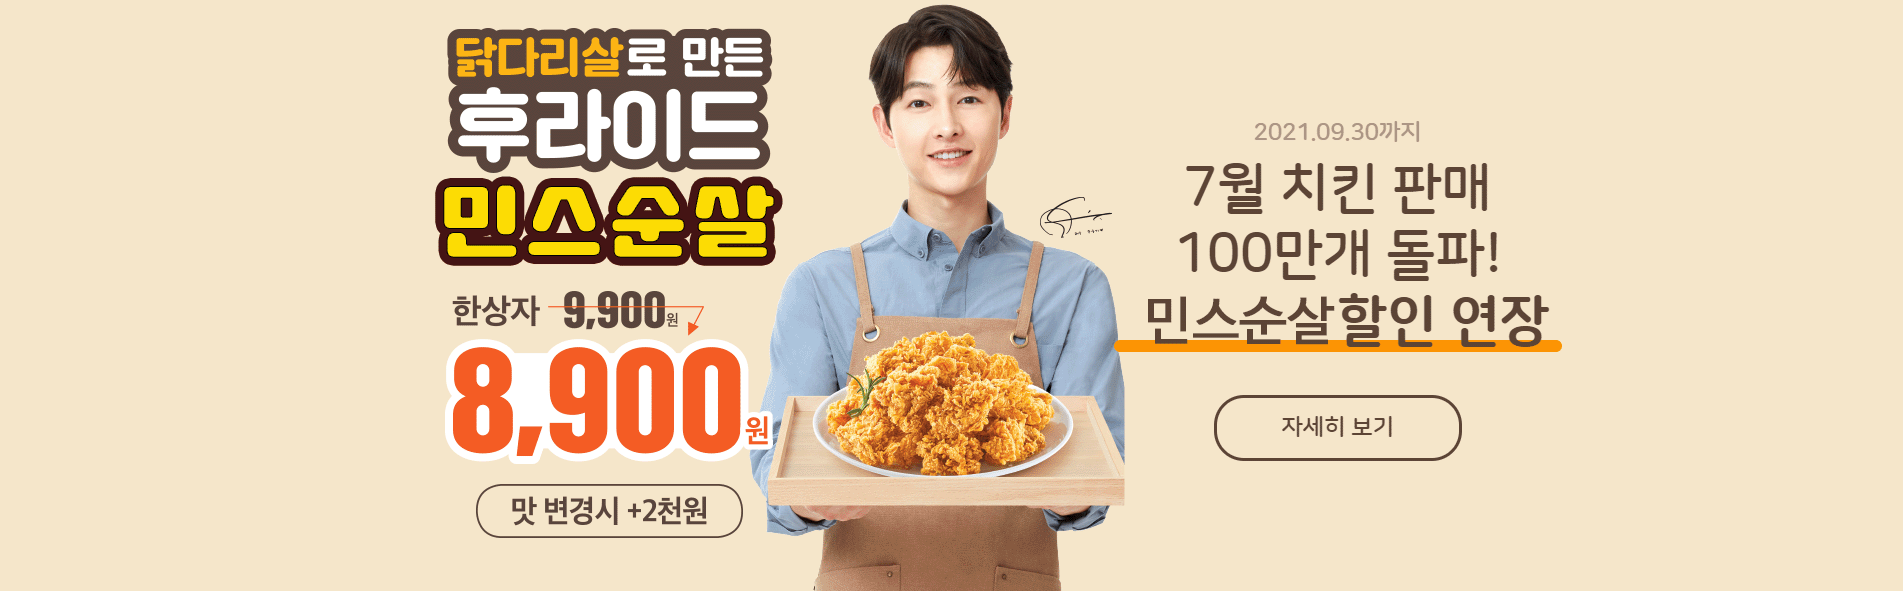 닭다리살로 만든
후라이드
민스순살
한상자 9,900원
8,900원
맛 변경시 +2천원
2021.09.30까지
7월 치킨 판매
100만개 돌파!
민스순살할인 연장
자세히 보기